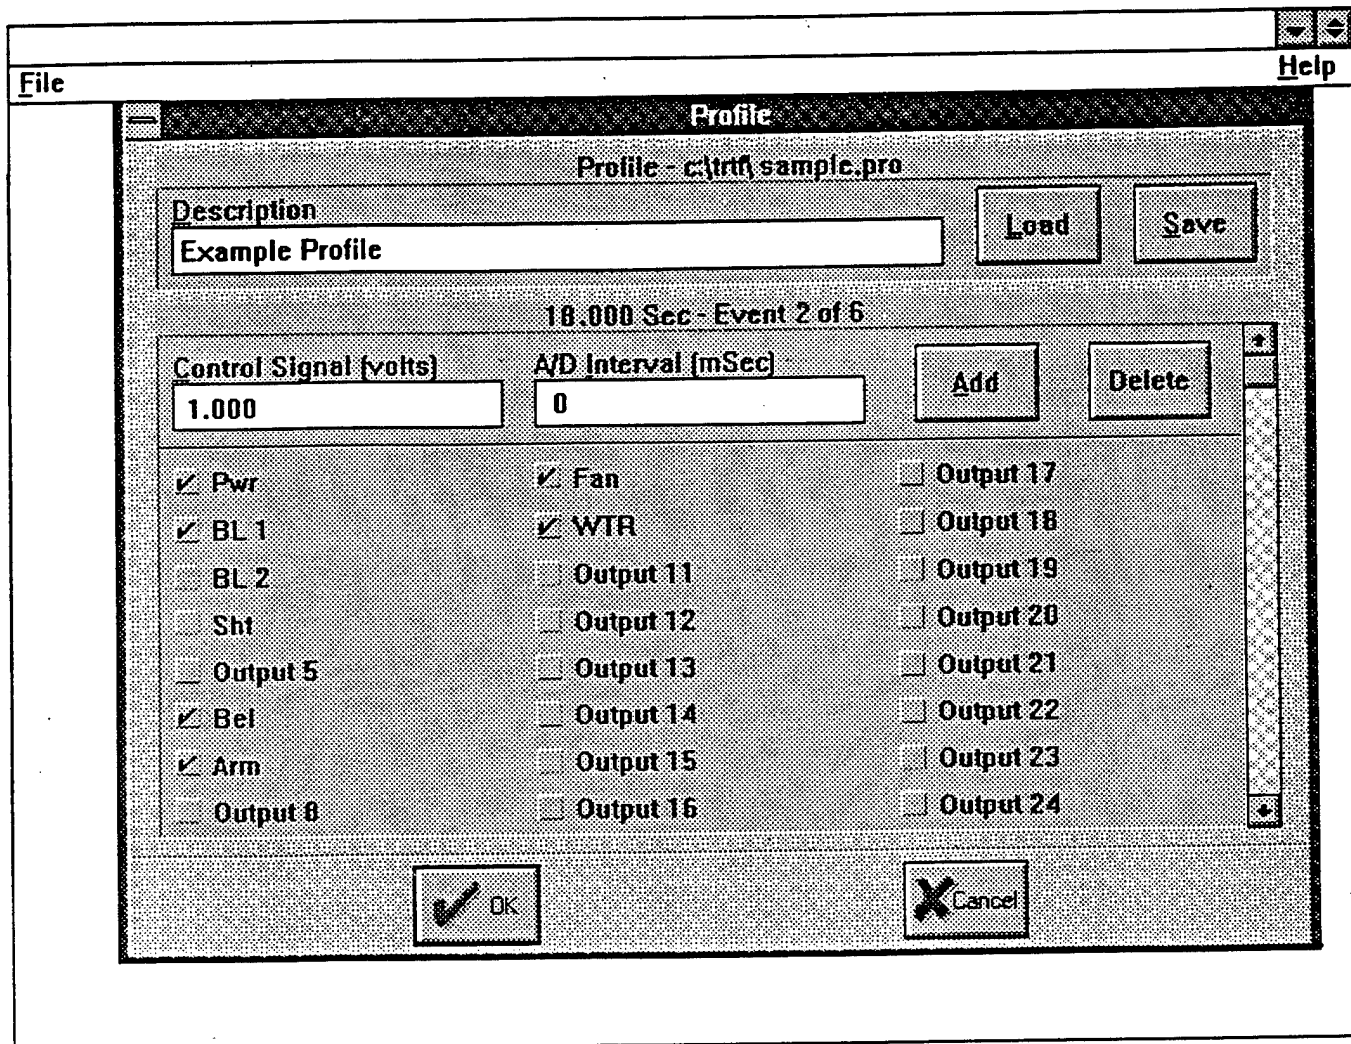 File
Help
Profile
Profile - c:\trtf\sample.pro
Description
Example Profile
Load
Save
18.000 Sec - Event 2 of 6
Control Signal (volts)
A/D Interval (mSec)
1.000
0
Add
Delete
Pwr
Fan
Output 17
BL 1
WTR
Output 18
BL 2
Output 11
Output 19
Sht
Output 12
Output 20
Output 5
Output 13
Output 21
Bel
Output 14
Output 22
Arm
Output 15
Output 23
Output 8
Output 16
Output 24
OK
Cancel